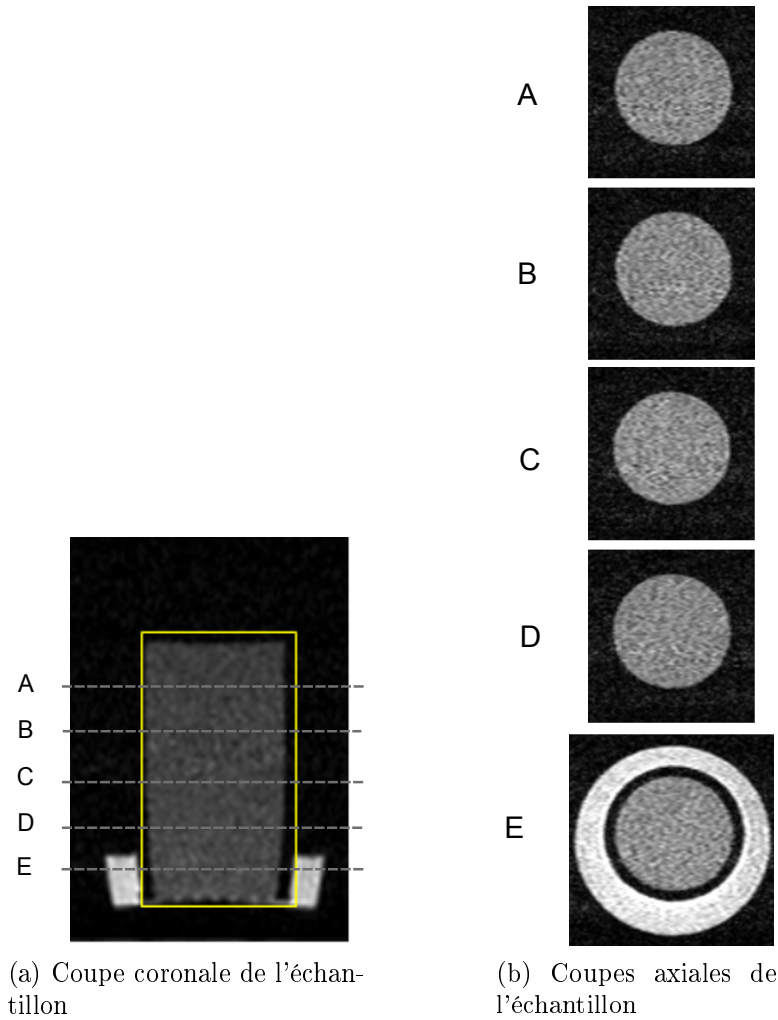 A
B
C
D
E
(a) Coupe coronale de l'échan-
tillon
A
B
C
D
E
(b) Coupes axiales de
l'échantillon